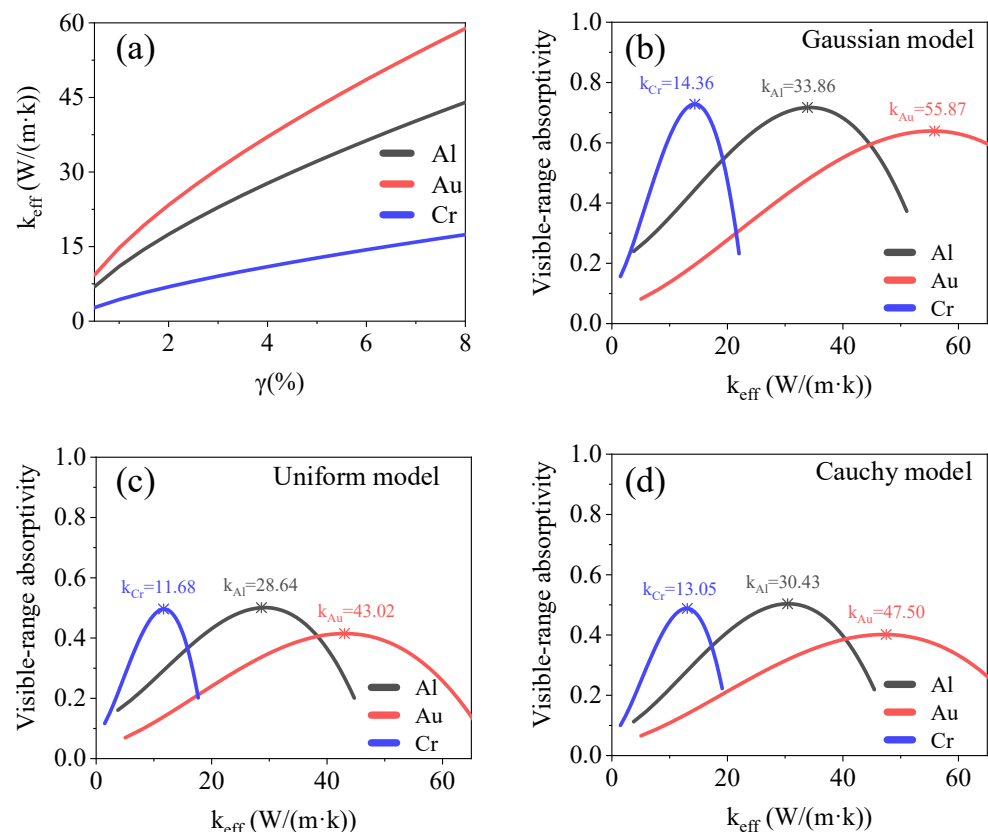 (a)
k_eff (W/(m·k))
60
45
30
15
0
Al
Au
Cr
2
4
6
8
γ(%)
(b)
Gaussian model
Visible-range absorptivity
1.0
0.8
0.6
0.4
0.2
0.0
k_Cr=14.36
k_Al=33.86
k_Au=55.87
Al
Au
Cr
0
20
40
60
k_eff (W/(m·k))
(c)
Uniform model
Visible-range absorptivity
1.0
0.8
0.6
0.4
0.2
0.0
k_Cr=11.68
k_Al=28.64
k_Au=43.02
Al
Au
Cr
0
20
40
60
k_eff (W/(m·k))
(d)
Cauchy model
Visible-range absorptivity
1.0
0.8
0.6
0.4
0.2
0.0
k_Cr=13.05
k_Al=30.43
k_Au=47.50
Al
Au
Cr
0
20
40
60
k_eff (W/(m·k))